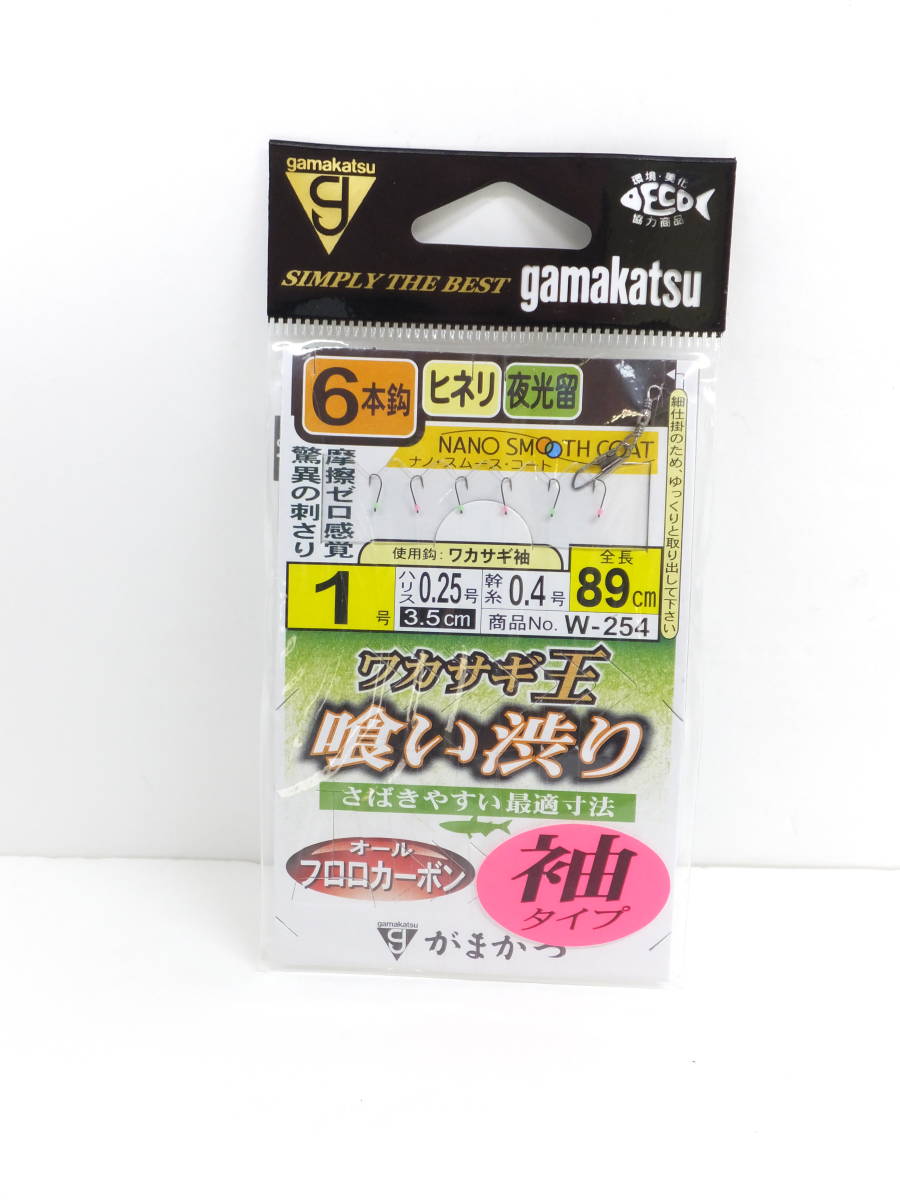 gamakatsu
環境・美化
DECO
協力商品
SIMPLY THE BEST
gamakatsu
6本鈎
ヒネリ
夜光留
NANO SMOOTH COAT
ナノ・スムース・コート
摩擦ゼロ感覚
驚異の刺さり
細仕掛のため、ゆっくりと取り出して下さい
使用鈎:ワカサギ袖
全長
89cm
1号
ハリス0.25号
3.5cm
幹糸0.4号
商品No. W-254
ワカサギ王
喰い渋り
さばきやすい最適寸法
オール
フロロカーボン
袖
タイプ
gamakatsu
がまかつ